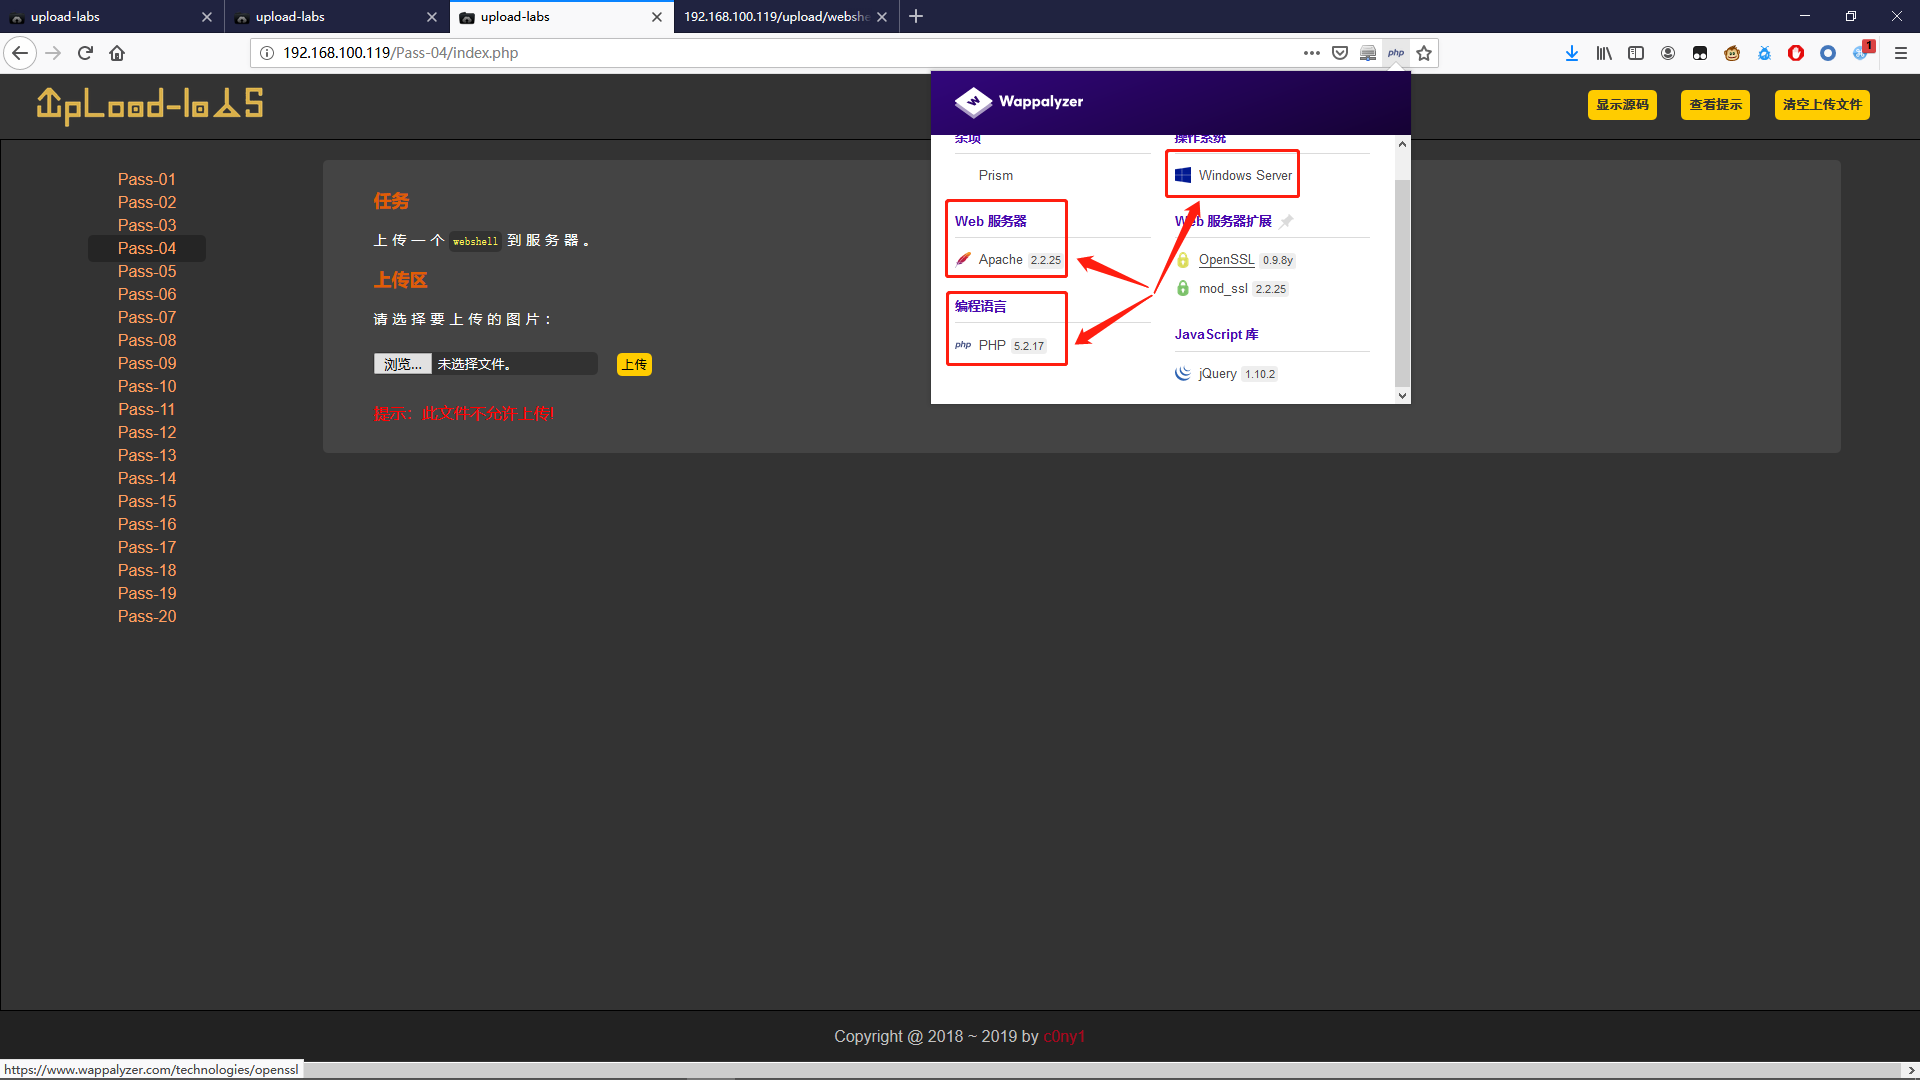 upload-labs
upload-labs
upload-labs
192.168.100.119/upload/webshe
192.168.100.119/Pass-04/index.php
php
1
UpLoad-labs
显示源码
查看提示
清空上传文件
Wappalyzer
杂项
操作系统
Prism
Windows Server
Web 服务器
Web 服务器扩展
Apache 2.2.25
OpenSSL 0.9.8y
mod_ssl 2.2.25
编程语言
JavaScript 库
php PHP 5.2.17
jQuery 1.10.2
Pass-01
Pass-02
Pass-03
Pass-04
Pass-05
Pass-06
Pass-07
Pass-08
Pass-09
Pass-10
Pass-11
Pass-12
Pass-13
Pass-14
Pass-15
Pass-16
Pass-17
Pass-18
Pass-19
Pass-20
任务
上传一个 webshell 到服务器。
上传区
请选择要上传的图片：
浏览... 未选择文件。
上传
提示：此文件不允许上传!
Copyright @ 2018 ~ 2019 by c0ny1
https://www.wappalyzer.com/technologies/openssl